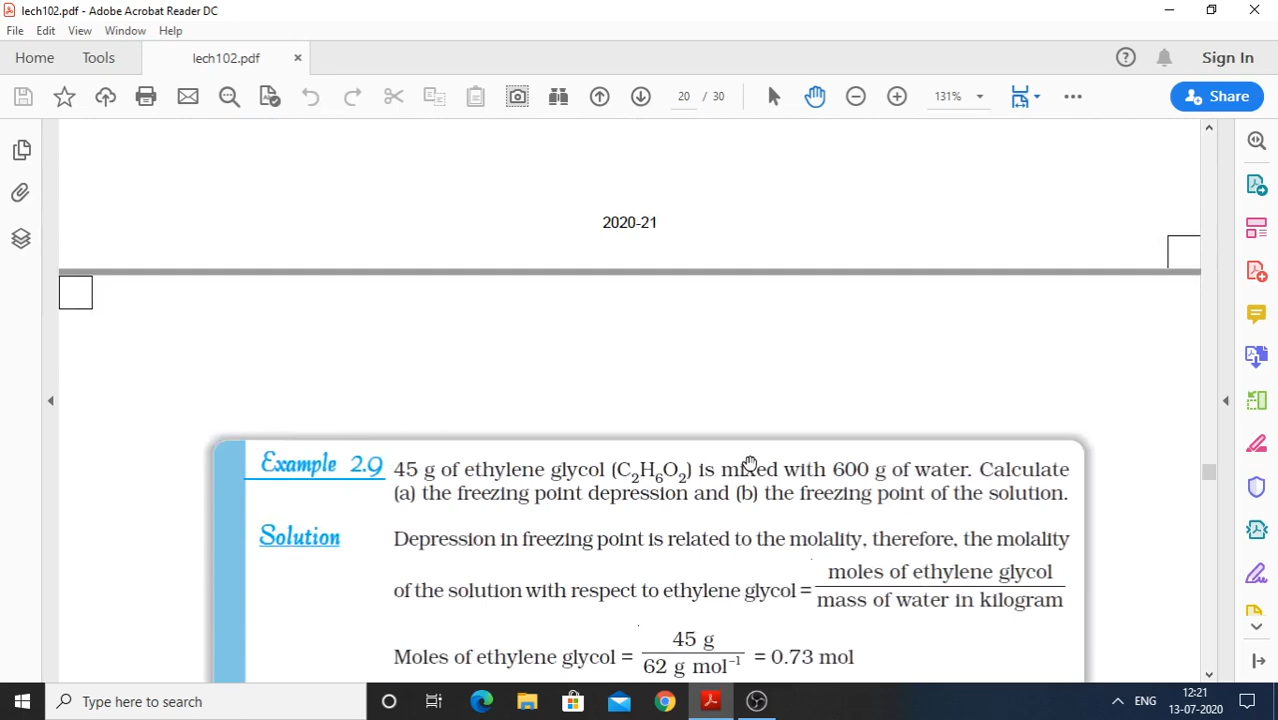 lech102.pdf - Adobe Acrobat Reader DC
File Edit View Window Help
Home Tools lech102.pdf × Sign In
20 / 30 131% Share
2020-21
Example 2.9 45 g of ethylene glycol (C₂H₆O₂) is mixed with 600 g of water. Calculate
(a) the freezing point depression and (b) the freezing point of the solution.
Solution Depression in freezing point is related to the molality, therefore, the molality
of the solution with respect to ethylene glycol = moles of ethylene glycol / mass of water in kilogram
Moles of ethylene glycol = 45 g / 62 g mol⁻¹ = 0.73 mol
Type here to search ENG 12:21
13-07-2020